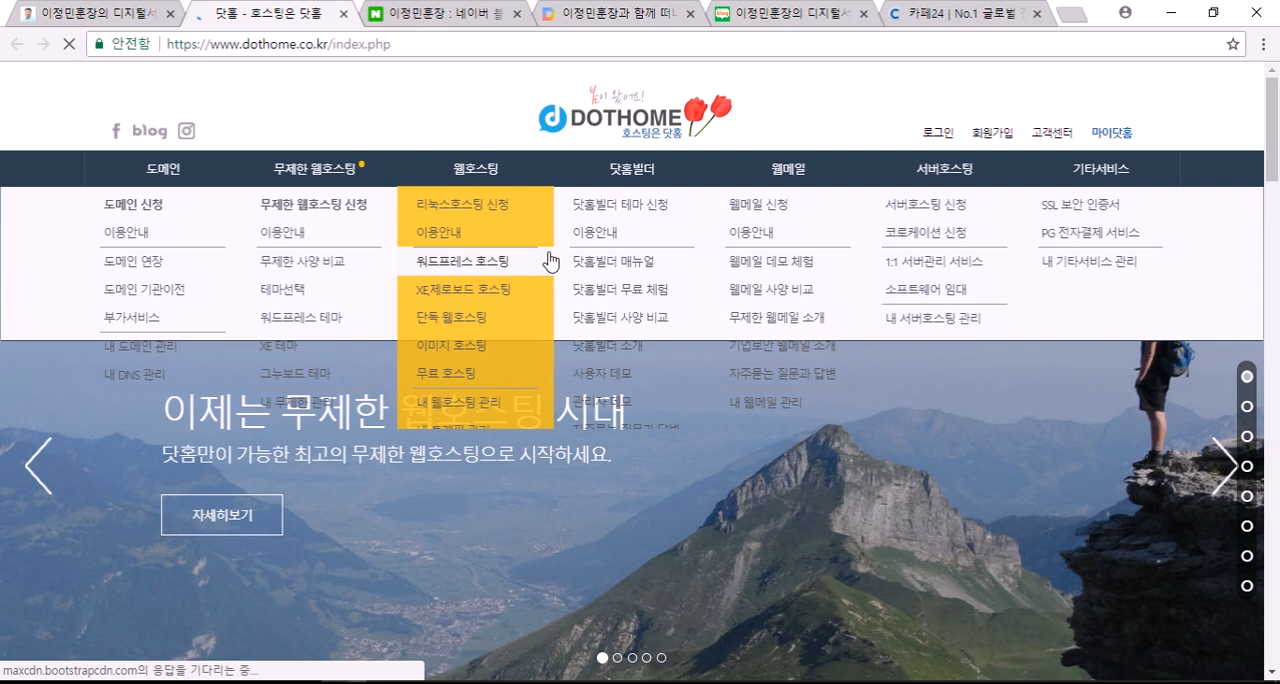 이정민훈장의 디지털서
닷홈 - 호스팅은 닷홈
이정민훈장 : 네이버 블
이정민훈장과 함께 떠나
이정민훈장의 디지털서
카페24 | No.1 글로벌
안전함
https://www.dothome.co.kr/index.php
blog
봄이 왔어요!
DOTHOME
호스팅은 닷홈
로그인 회원가입 고객센터 마이닷홈
도메인 무제한 웹호스팅 웹호스팅 닷홈빌더 웹메일 서버호스팅 기타서비스
도메인 신청 무제한 웹호스팅 신청 리눅스호스팅 신청 닷홈빌더 테마 신청 웹메일 신청 서버호스팅 신청 SSL 보안 인증서
이용안내 이용안내 이용안내 이용안내 이용안내 코로케이션 신청 PG 전자결제 서비스
도메인 연장 무제한 사양 비교 워드프레스 호스팅 닷홈빌더 매뉴얼 웹메일 데모 체험 1:1 서버관리 서비스 내 기타서비스 관리
도메인 기관이전 테마선택 XE,제로보드 호스팅 닷홈빌더 무료 체험 웹메일 사양 비교 소프트웨어 임대
부가서비스 워드프레스 테마 단독 웹호스팅 닷홈빌더 사양 비교 무제한 웹메일 소개 내 서버호스팅 관리
내 도메인 관리 XE 테마 이미지 호스팅 닷홈빌더 소개 기업보안 웹메일 소개
내 DNS 관리 그누보드 테마 무료 호스팅 사용자 데모 자주묻는 질문과 답변
내 무제한 관리 내 웹호스팅 관리 관리자 데모 내 웹메일 관리
자주묻는 질문과 답변
이제는 무제한 웹호스팅 시대
닷홈만이 가능한 최고의 무제한 웹호스팅으로 시작하세요.
자세히보기
maxcdn.bootstrapcdn.com의 응답을 기다리는 중...